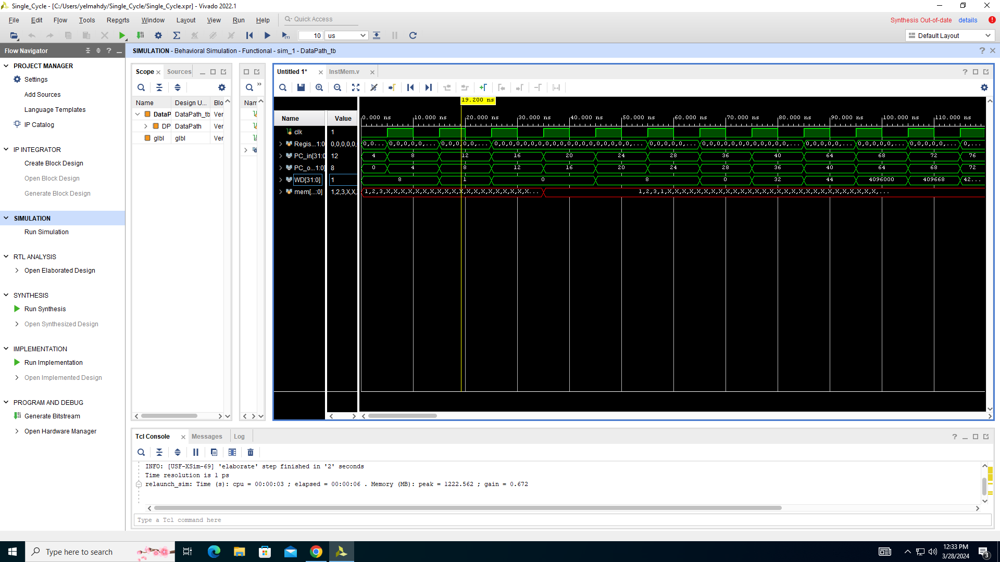 Single_Cycle - [C:/Users/yelmahdy/Single_Cycle/Single_Cycle.xpr] - Vivado 2022.1
File Edit Flow Tools Reports Window Layout View Run Help Quick Access
Synthesis Out-of-date details
10 us Default Layout
Flow Navigator
SIMULATION - Behavioral Simulation - Functional - sim_1 - DataPath_tb
PROJECT MANAGER
Settings
Add Sources
Language Templates
IP Catalog
IP INTEGRATOR
Create Block Design
Open Block Design
Generate Block Design
SIMULATION
Run Simulation
RTL ANALYSIS
Open Elaborated Design
SYNTHESIS
Run Synthesis
Open Synthesized Design
IMPLEMENTATION
Run Implementation
Open Implemented Design
PROGRAM AND DEBUG
Generate Bitstream
Open Hardware Manager
Scope Sources
Name Design U... Blo
DataP DataPath_tb Ver
DP DataPath Ver
glbl glbl Ver
Nam
Untitled 1* InstMem.v
19.200 ns
Name Value 0.000 ns 10.000 ns 20.000 ns 30.000 ns 40.000 ns 50.000 ns 60.000 ns 70.000 ns 80.000 ns 90.000 ns 100.000 ns 110.000 ns
clk 1
Regis...1:0 0,0,0,0,0, 0,0... 0,0,0,0,0,... 0,0,0,0,0,... 0,0,0,0,0,0,0,0,0,0,0,0,0,0,0,0,0,0,0,... 0,0,0,0,0,... 0,0,0,0,0,0,0,0,0,0,0,0,... 0,0,0,0,0,... 0,0,0,0,0,... 0,0,0,0,0,... 0,...
PC_in[31:0 12 4 8 12 16 20 24 28 36 40 64 68 72 76
PC_o...1:0] 8 0 4 8 12 16 20 24 28 36 40 64 68 72
WD[31:0] 1 8 1 0 8 0 32 44 4096000 409668 42...
mem[...:0] 1,2,3,X,X, 1,2,3,X,X,X,X,X,X,X,X,X,X,X,X,X,X,X,X,X,X,X,X... 1,2,3,1,X,X,X,X,X,X,X,X,X,X,X,X,X,X,X,X,X,X,X,X,X,X,X,X,X,X,X,X,X,...
Tcl Console Messages Log
INFO: [USF-XSim-69] 'elaborate' step finished in '2' seconds
Time resolution is 1 ps
relaunch_sim: Time (s): cpu = 00:00:03 ; elapsed = 00:00:06 . Memory (MB): peak = 1222.562 ; gain = 0.672
Type a Tcl command here
Type here to search
12:33 PM
3/28/2024
3